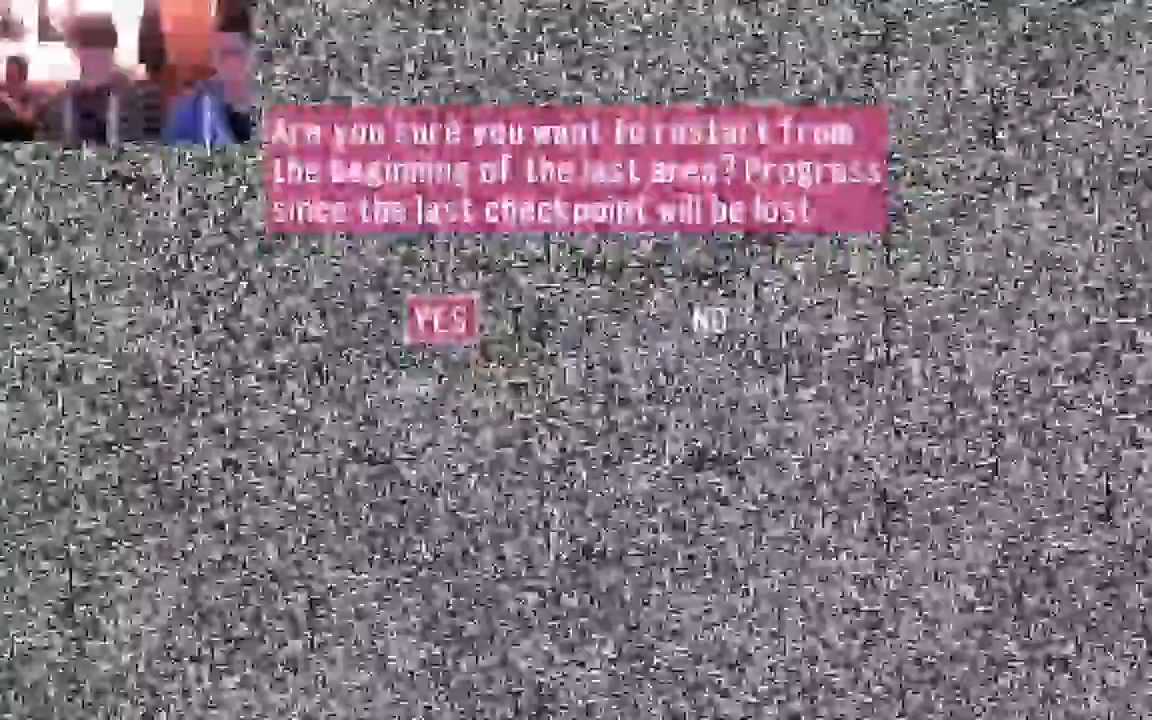 Are you sure you want to restart from
the beginning of the last area? Progress
since the last checkpoint will be lost
YES
NO